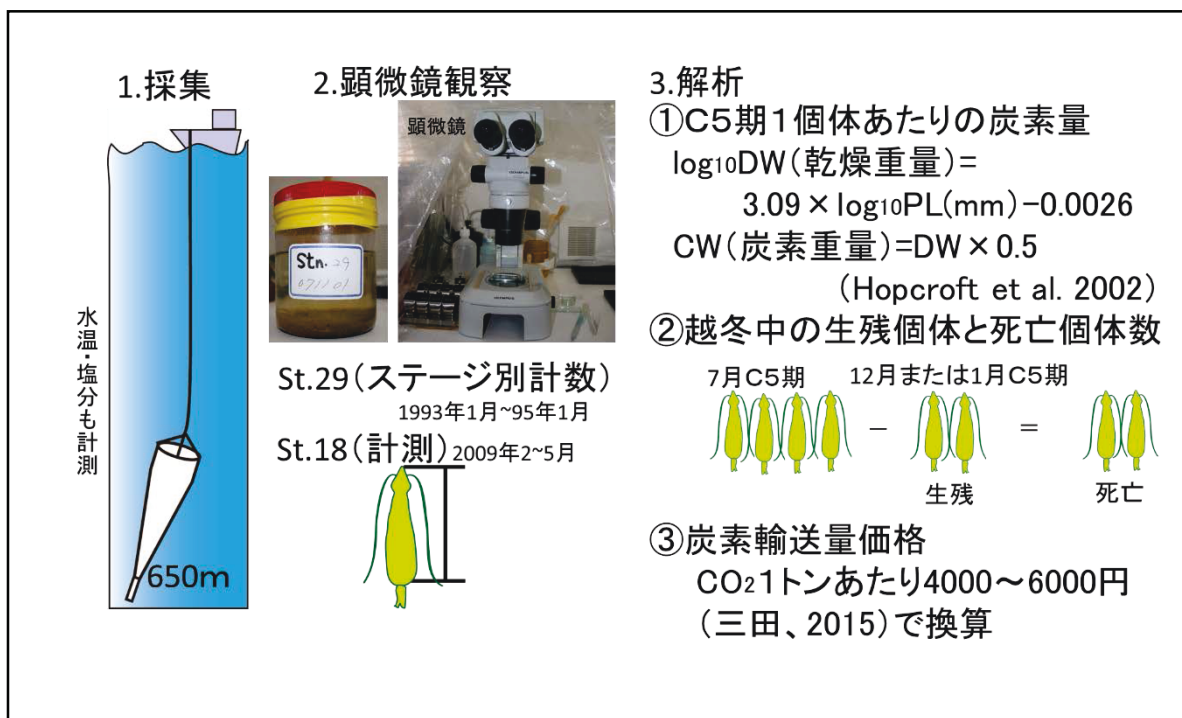 1.採集
水温・塩分も計測
650m
2.顕微鏡観察
顕微鏡
Stn. 29
071101
St.29(ステージ別計数)
1993年1月~95年1月
St.18(計測)2009年2~5月
3.解析
①C5期1個体あたりの炭素量
log10DW(乾燥重量)=
3.09×log10PL(mm)-0.0026
CW(炭素重量)=DW×0.5
(Hopcroft et al. 2002)
②越冬中の生残個体と死亡個体数
7月C5期 12月または1月C5期
- =
生残 死亡
③炭素輸送量価格
CO21トンあたり4000～6000円
(三田、2015)で換算